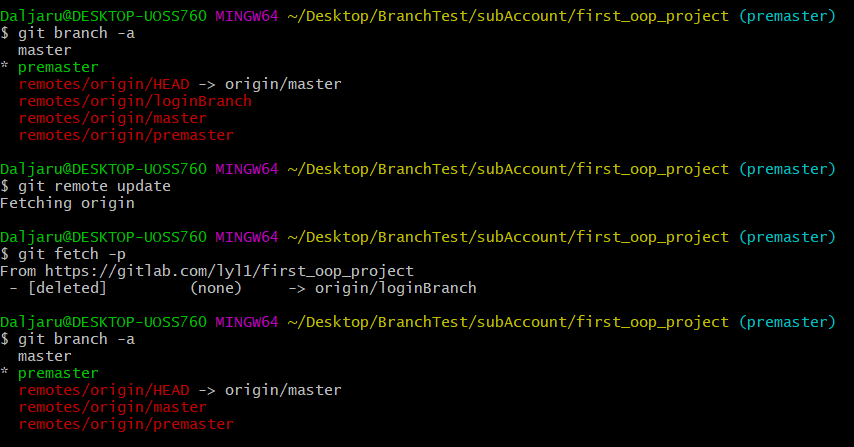 Daljaru@DESKTOP-UOSS760 MINGW64 ~/Desktop/BranchTest/subAccount/first_oop_project (premaster)
$ git branch -a
  master
* premaster
  remotes/origin/HEAD -> origin/master
  remotes/origin/loginBranch
  remotes/origin/master
  remotes/origin/premaster

Daljaru@DESKTOP-UOSS760 MINGW64 ~/Desktop/BranchTest/subAccount/first_oop_project (premaster)
$ git remote update
Fetching origin

Daljaru@DESKTOP-UOSS760 MINGW64 ~/Desktop/BranchTest/subAccount/first_oop_project (premaster)
$ git fetch -p
From https://gitlab.com/lyl1/first_oop_project
 - [deleted]         (none)     -> origin/loginBranch

Daljaru@DESKTOP-UOSS760 MINGW64 ~/Desktop/BranchTest/subAccount/first_oop_project (premaster)
$ git branch -a
  master
* premaster
  remotes/origin/HEAD -> origin/master
  remotes/origin/master
  remotes/origin/premaster